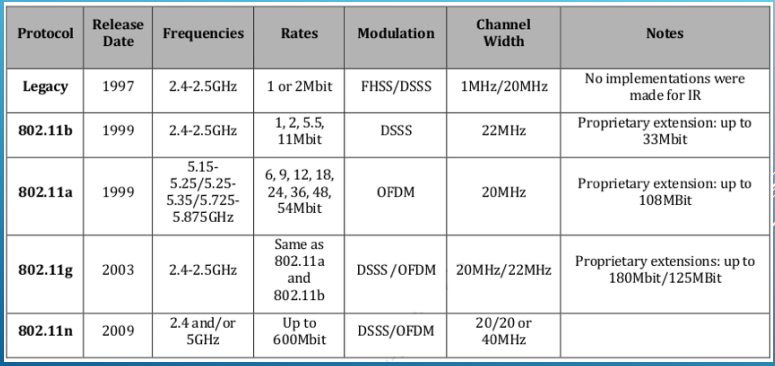 Protocol
Release
Date
Frequencies
Rates
Modulation
Channel
Width
Notes
Legacy
1997
2.4-2.5GHz
1 or 2Mbit
FHSS/DSSS
1MHz/20MHz
No implementations were
made for IR
802.11b
1999
2.4-2.5GHz
1, 2, 5.5,
11Mbit
DSSS
22MHz
Proprietary extension: up to
33Mbit
802.11a
1999
5.15-
5.25/5.25-
5.35/5.725-
5.875GHz
6, 9, 12, 18,
24, 36, 48,
54Mbit
OFDM
20MHz
Proprietary extension: up to
108MBit
802.11g
2003
2.4-2.5GHz
Same as
802.11a
and
802.11b
DSSS/OFDM
20MHz/22MHz
Proprietary extensions: up to
180Mbit/125MBit
802.11n
2009
2.4 and/or
5GHz
Up to
600Mbit
DSSS/OFDM
20/20 or
40MHz